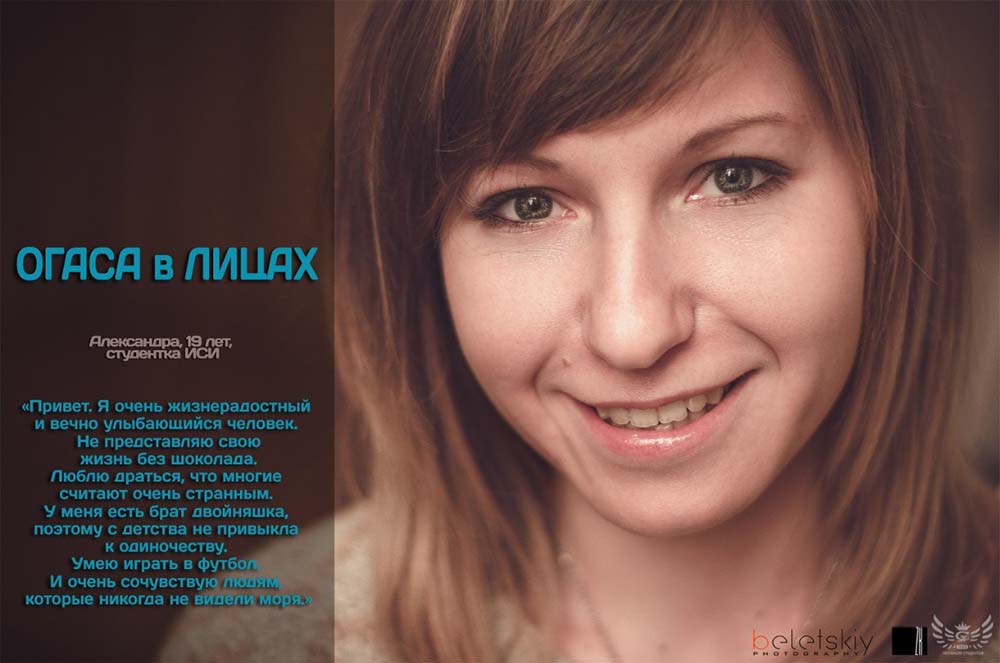 ОГАСА в ЛИЦАХ
Александра, 19 лет,
студентка ИСИ
«Привет. Я очень жизнерадостный
и вечно улыбающийся человек.
Не представляю свою
жизнь без шоколада.
Люблю драться, что многие
считают очень странным.
У меня есть брат двойняшка,
поэтому с детства не привыкла
к одиночеству.
Умею играть в футбол.
И очень сочувствую людям,
которые никогда не видели моря.»
beletskiy
PHOTOGRAPHY